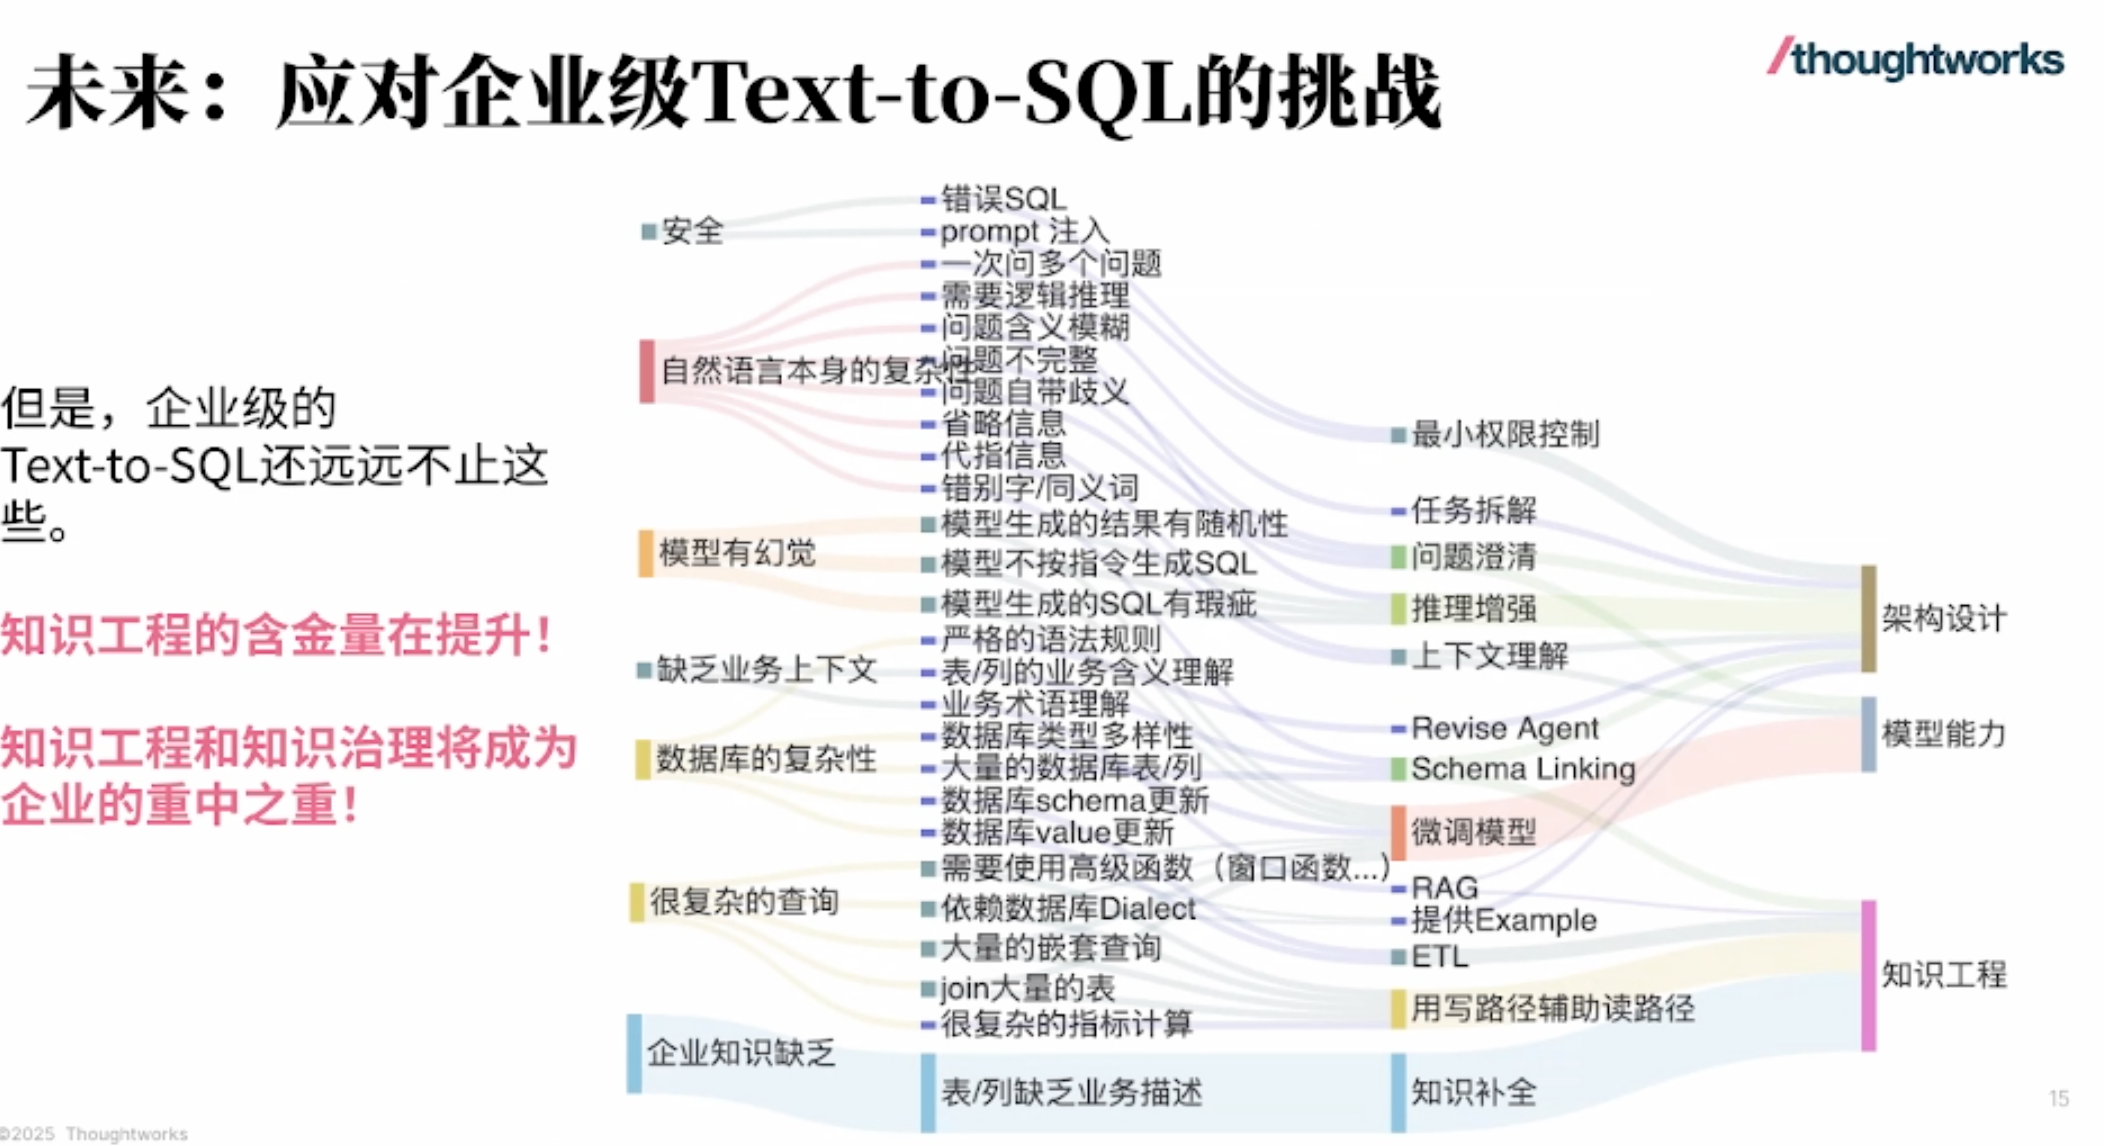 未来：应对企业级Text-to-SQL的挑战
/thoughtworks
但是，企业级的
Text-to-SQL还远远不止这
些。
知识工程的含金量在提升！
知识工程和知识治理将成为
企业的重中之重！
安全
自然语言本身的复杂性
模型有幻觉
缺乏业务上下文
数据库的复杂性
很复杂的查询
企业知识缺乏
错误SQL
prompt 注入
一次问多个问题
需要逻辑推理
问题含义模糊
问题不完整
问题自带歧义
省略信息
代指信息
错别字/同义词
模型生成的结果有随机性
模型不按指令生成SQL
模型生成的SQL有瑕疵
严格的语法规则
表/列的业务含义理解
业务术语理解
数据库类型多样性
大量的数据库表/列
数据库schema更新
数据库value更新
需要使用高级函数（窗口函数...）
依赖数据库Dialect
大量的嵌套查询
join大量的表
很复杂的指标计算
表/列缺乏业务描述
最小权限控制
任务拆解
问题澄清
推理增强
上下文理解
Revise Agent
Schema Linking
微调模型
RAG
提供Example
ETL
用写路径辅助读路径
知识补全
架构设计
模型能力
知识工程
©2025 Thoughtworks
15